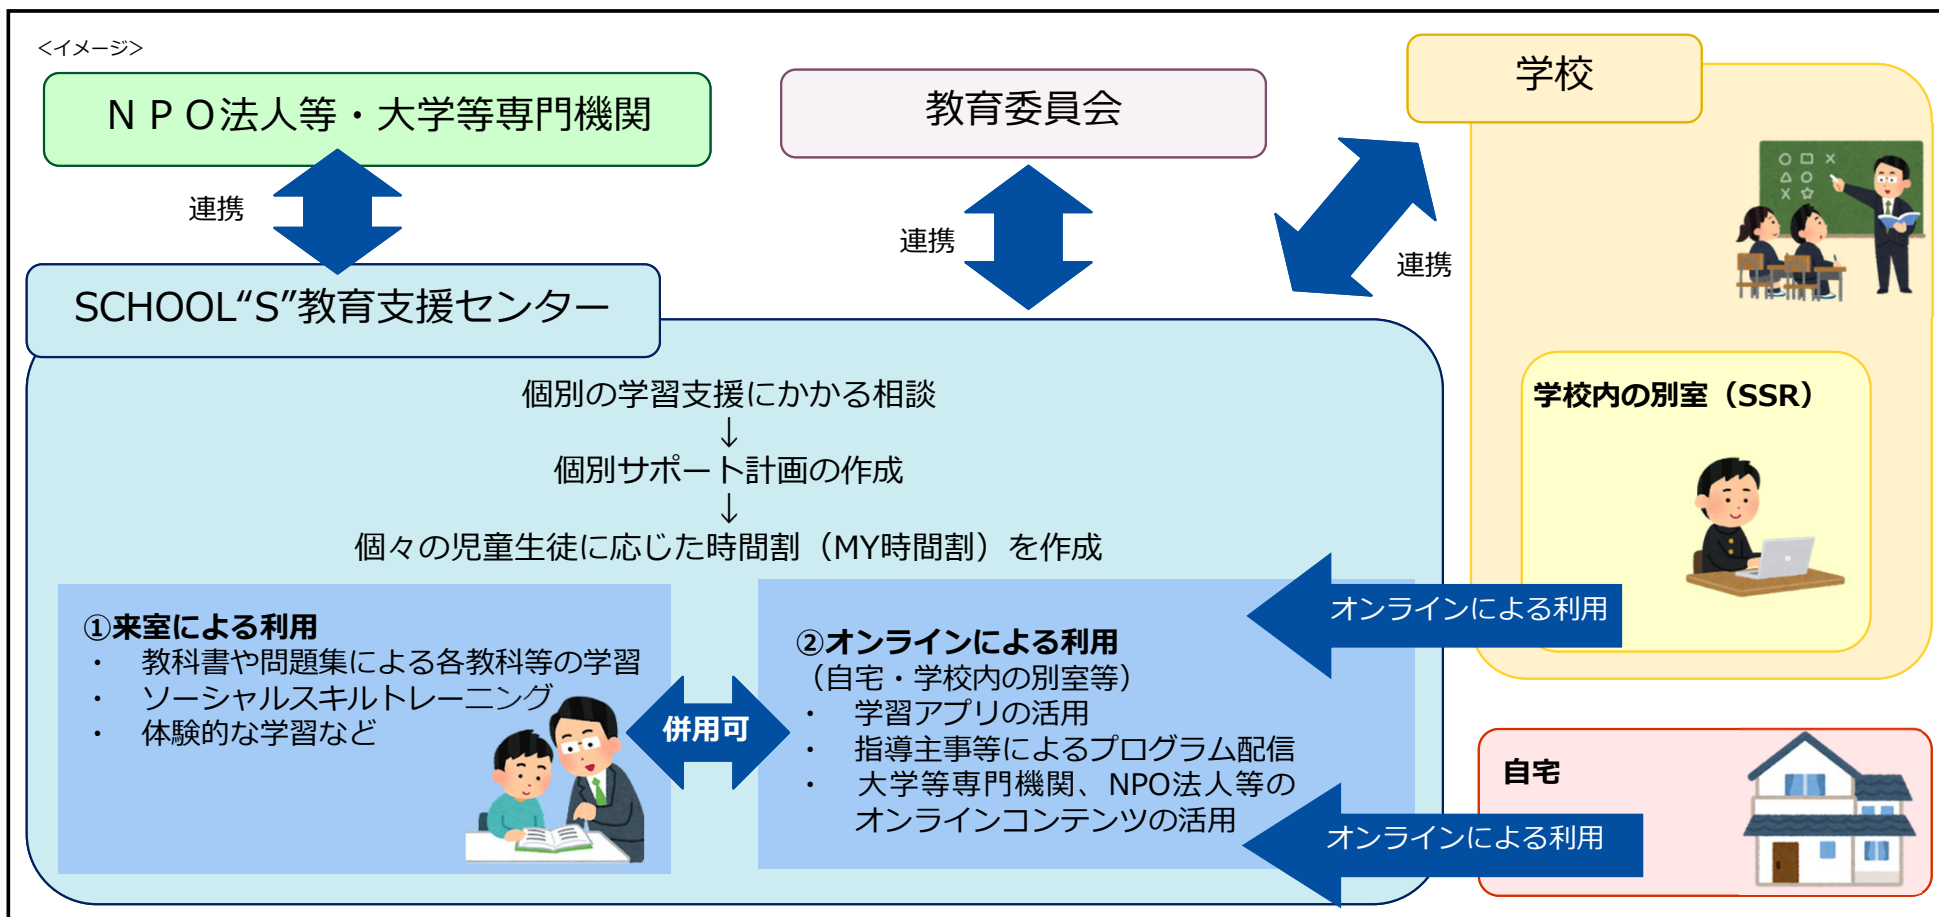 <イメージ>
ＮＰＯ法人等・大学等専門機関
教育委員会
学校
連携
連携
連携
SCHOOL“S”教育支援センター
個別の学習支援にかかる相談
↓
個別サポート計画の作成
↓
個々の児童生徒に応じた時間割（MY時間割）を作成
①来室による利用
・ 教科書や問題集による各教科等の学習
・ ソーシャルスキルトレーニング
・ 体験的な学習など
併用可
②オンラインによる利用
（自宅・学校内の別室等）
・ 学習アプリの活用
・ 指導主事等によるプログラム配信
・ 大学等専門機関、NPO法人等の
オンラインコンテンツの活用
学校内の別室（SSR）
オンラインによる利用
自宅
オンラインによる利用